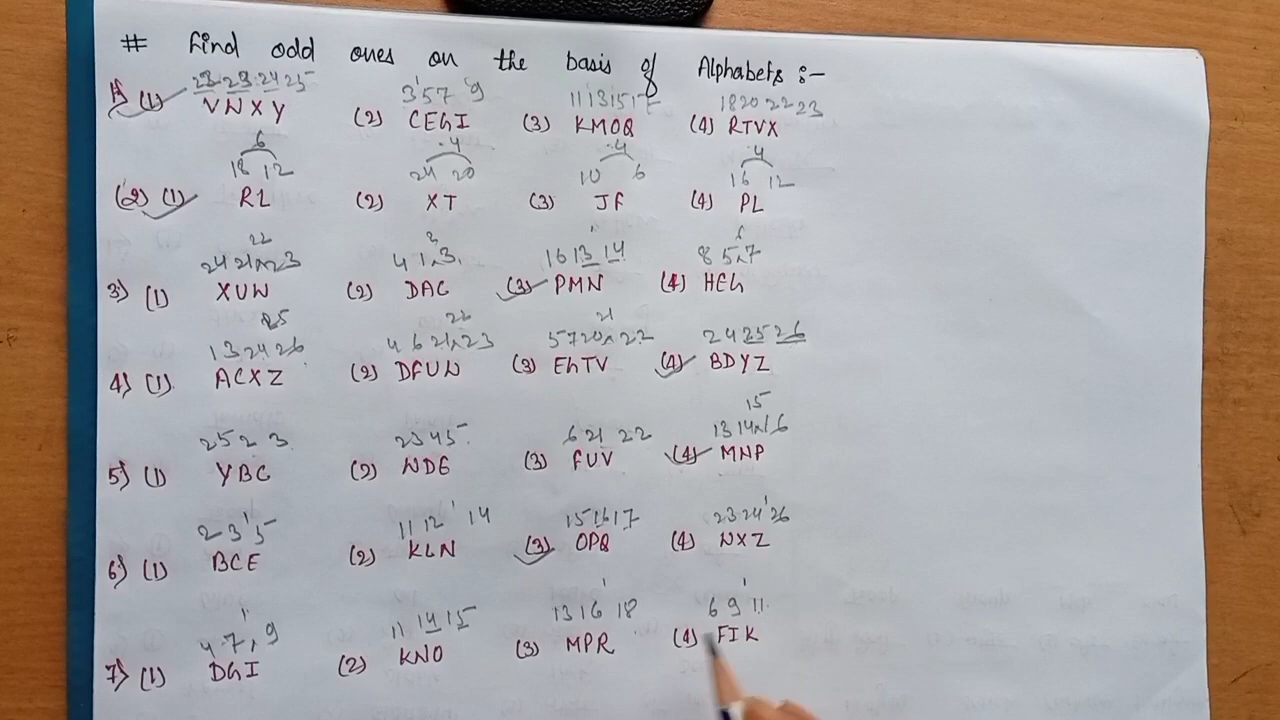 # Find odd ones on the basis of Alphabets :-
23 23 24 25 3 5 7 9 11 13 15 17 18 20 22 23
1) (1) VWXY (2) CEGI (3) KMOQ (4) RTVX
6 4 4 4
18 12 24 20 10 6 16 12
(2) (1) RL (2) XT (3) JF (4) PL
22 3 6
24 21 23 4 1 3 16 13 14 8 5 7
3) (1) XUW (2) DAC (3) PMN (4) HEG
25 22 21
1 3 24 26 4 6 21 23 5 7 20 22 2 4 25 26
4) (1) ACXZ (2) DFUW (3) EGTV (4) BDYZ
15
25 2 3 23 4 5 6 21 22 13 14 16
5) (1) YBC (2) WDE (3) FUV (4) MNP
2 3 5 11 12 14 15 16 17 23 24 26
6) (1) BCE (2) KLN (3) OPQ (4) WXZ
4 7 9 11 14 15 13 16 18 6 9 11
7) (1) DGI (2) KNO (3) MPR (4) FIK